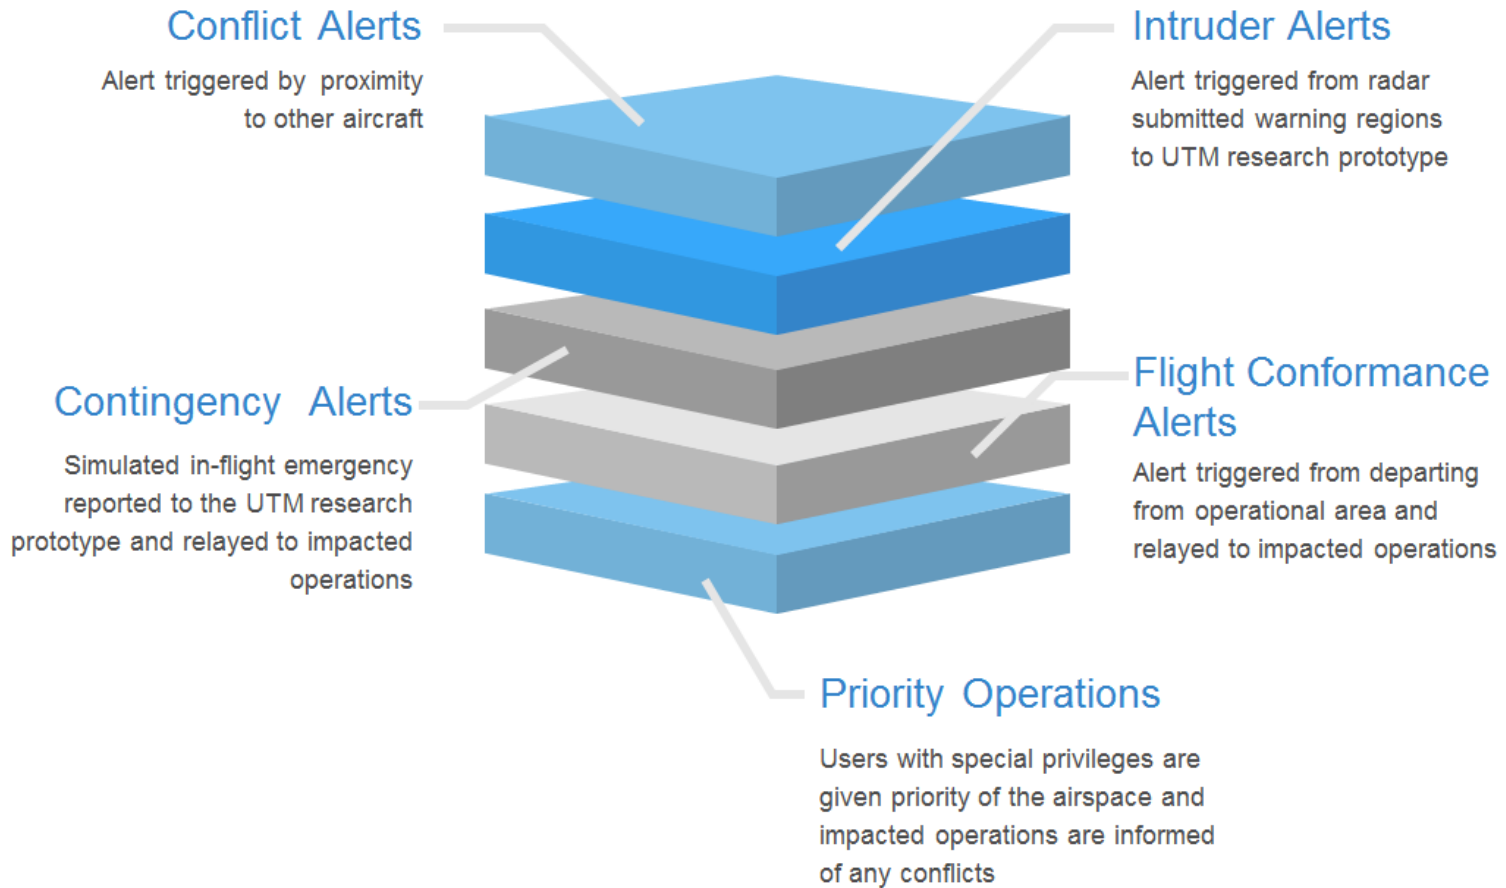 Conflict Alerts
Alert triggered by proximity
to other aircraft
Intruder Alerts
Alert triggered from radar
submitted warning regions
to UTM research prototype
Contingency Alerts
Simulated in-flight emergency
reported to the UTM research
prototype and relayed to impacted
operations
Flight Conformance
Alerts
Alert triggered from departing
from operational area and
relayed to impacted operations
Priority Operations
Users with special privileges are
given priority of the airspace and
impacted operations are informed
of any conflicts